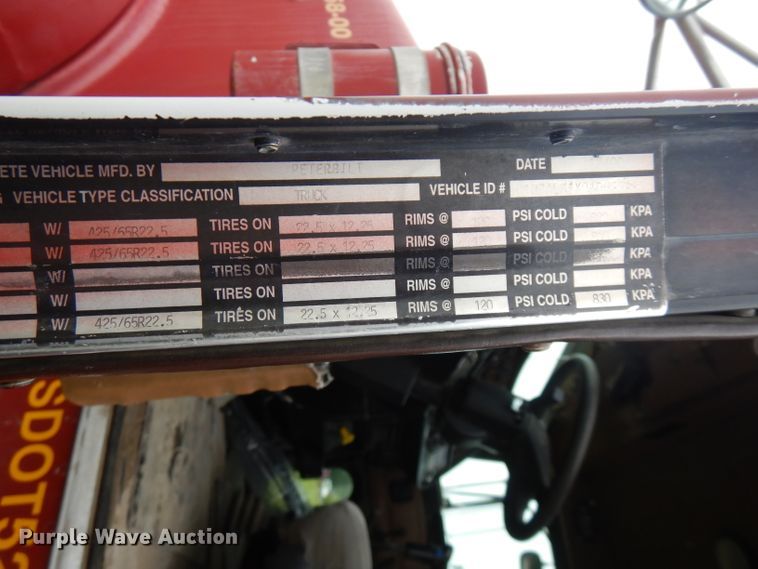 68-00
ETE VEHICLE MFD. BY PETERBILT DATE
G VEHICLE TYPE CLASSIFICATION TRUCK VEHICLE ID #
W/ 425/65R22.5 TIRES ON 22.5 x 12.25 RIMS @ PSI COLD KPA
W/ 425/65R22.5 TIRES ON 22.5 x 12.25 RIMS @ PSI COLD KPA
W/ TIRES ON RIMS @ PSI COLD KPA
W/ TIRES ON RIMS @ PSI COLD KPA
W/ 425/65R22.5 TIRES ON 22.5 x 12.25 RIMS @ 120 PSI COLD 830 KPA
USDOT52
Purple Wave Auction